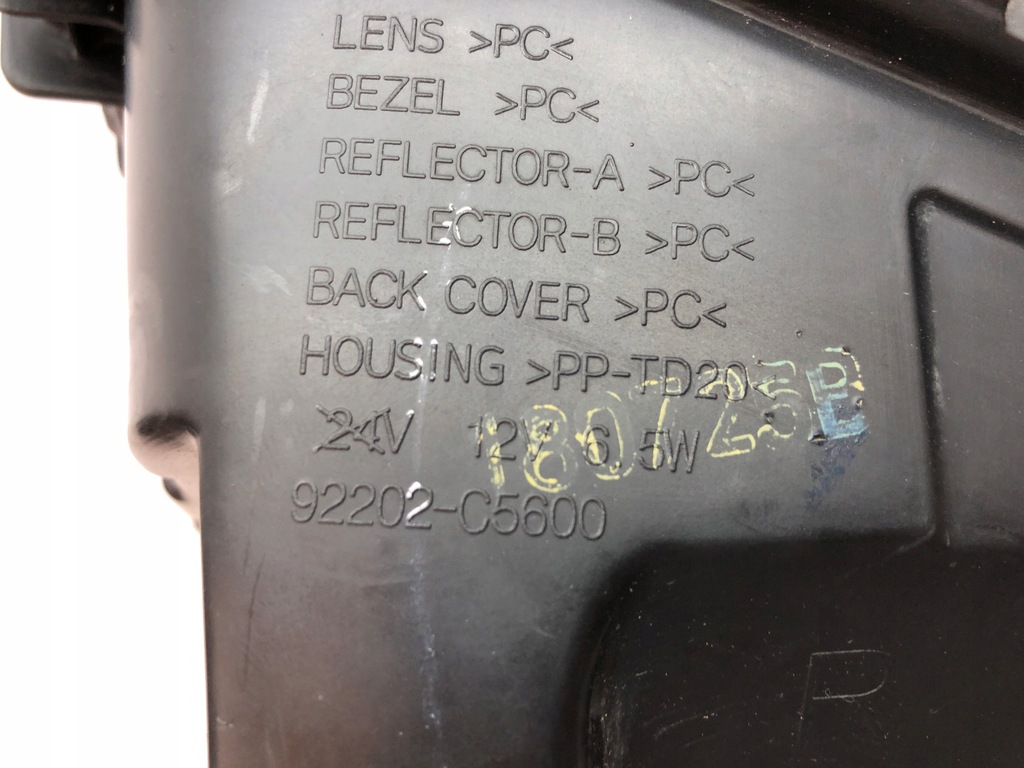 LENS >PC<
BEZEL >PC<
REFLECTOR-A >PC<
REFLECTOR-B >PC<
BACK COVER >PC<
HOUSING >PP-TD20<
24V 12V 6.5W
180725B
92202-C5600
R